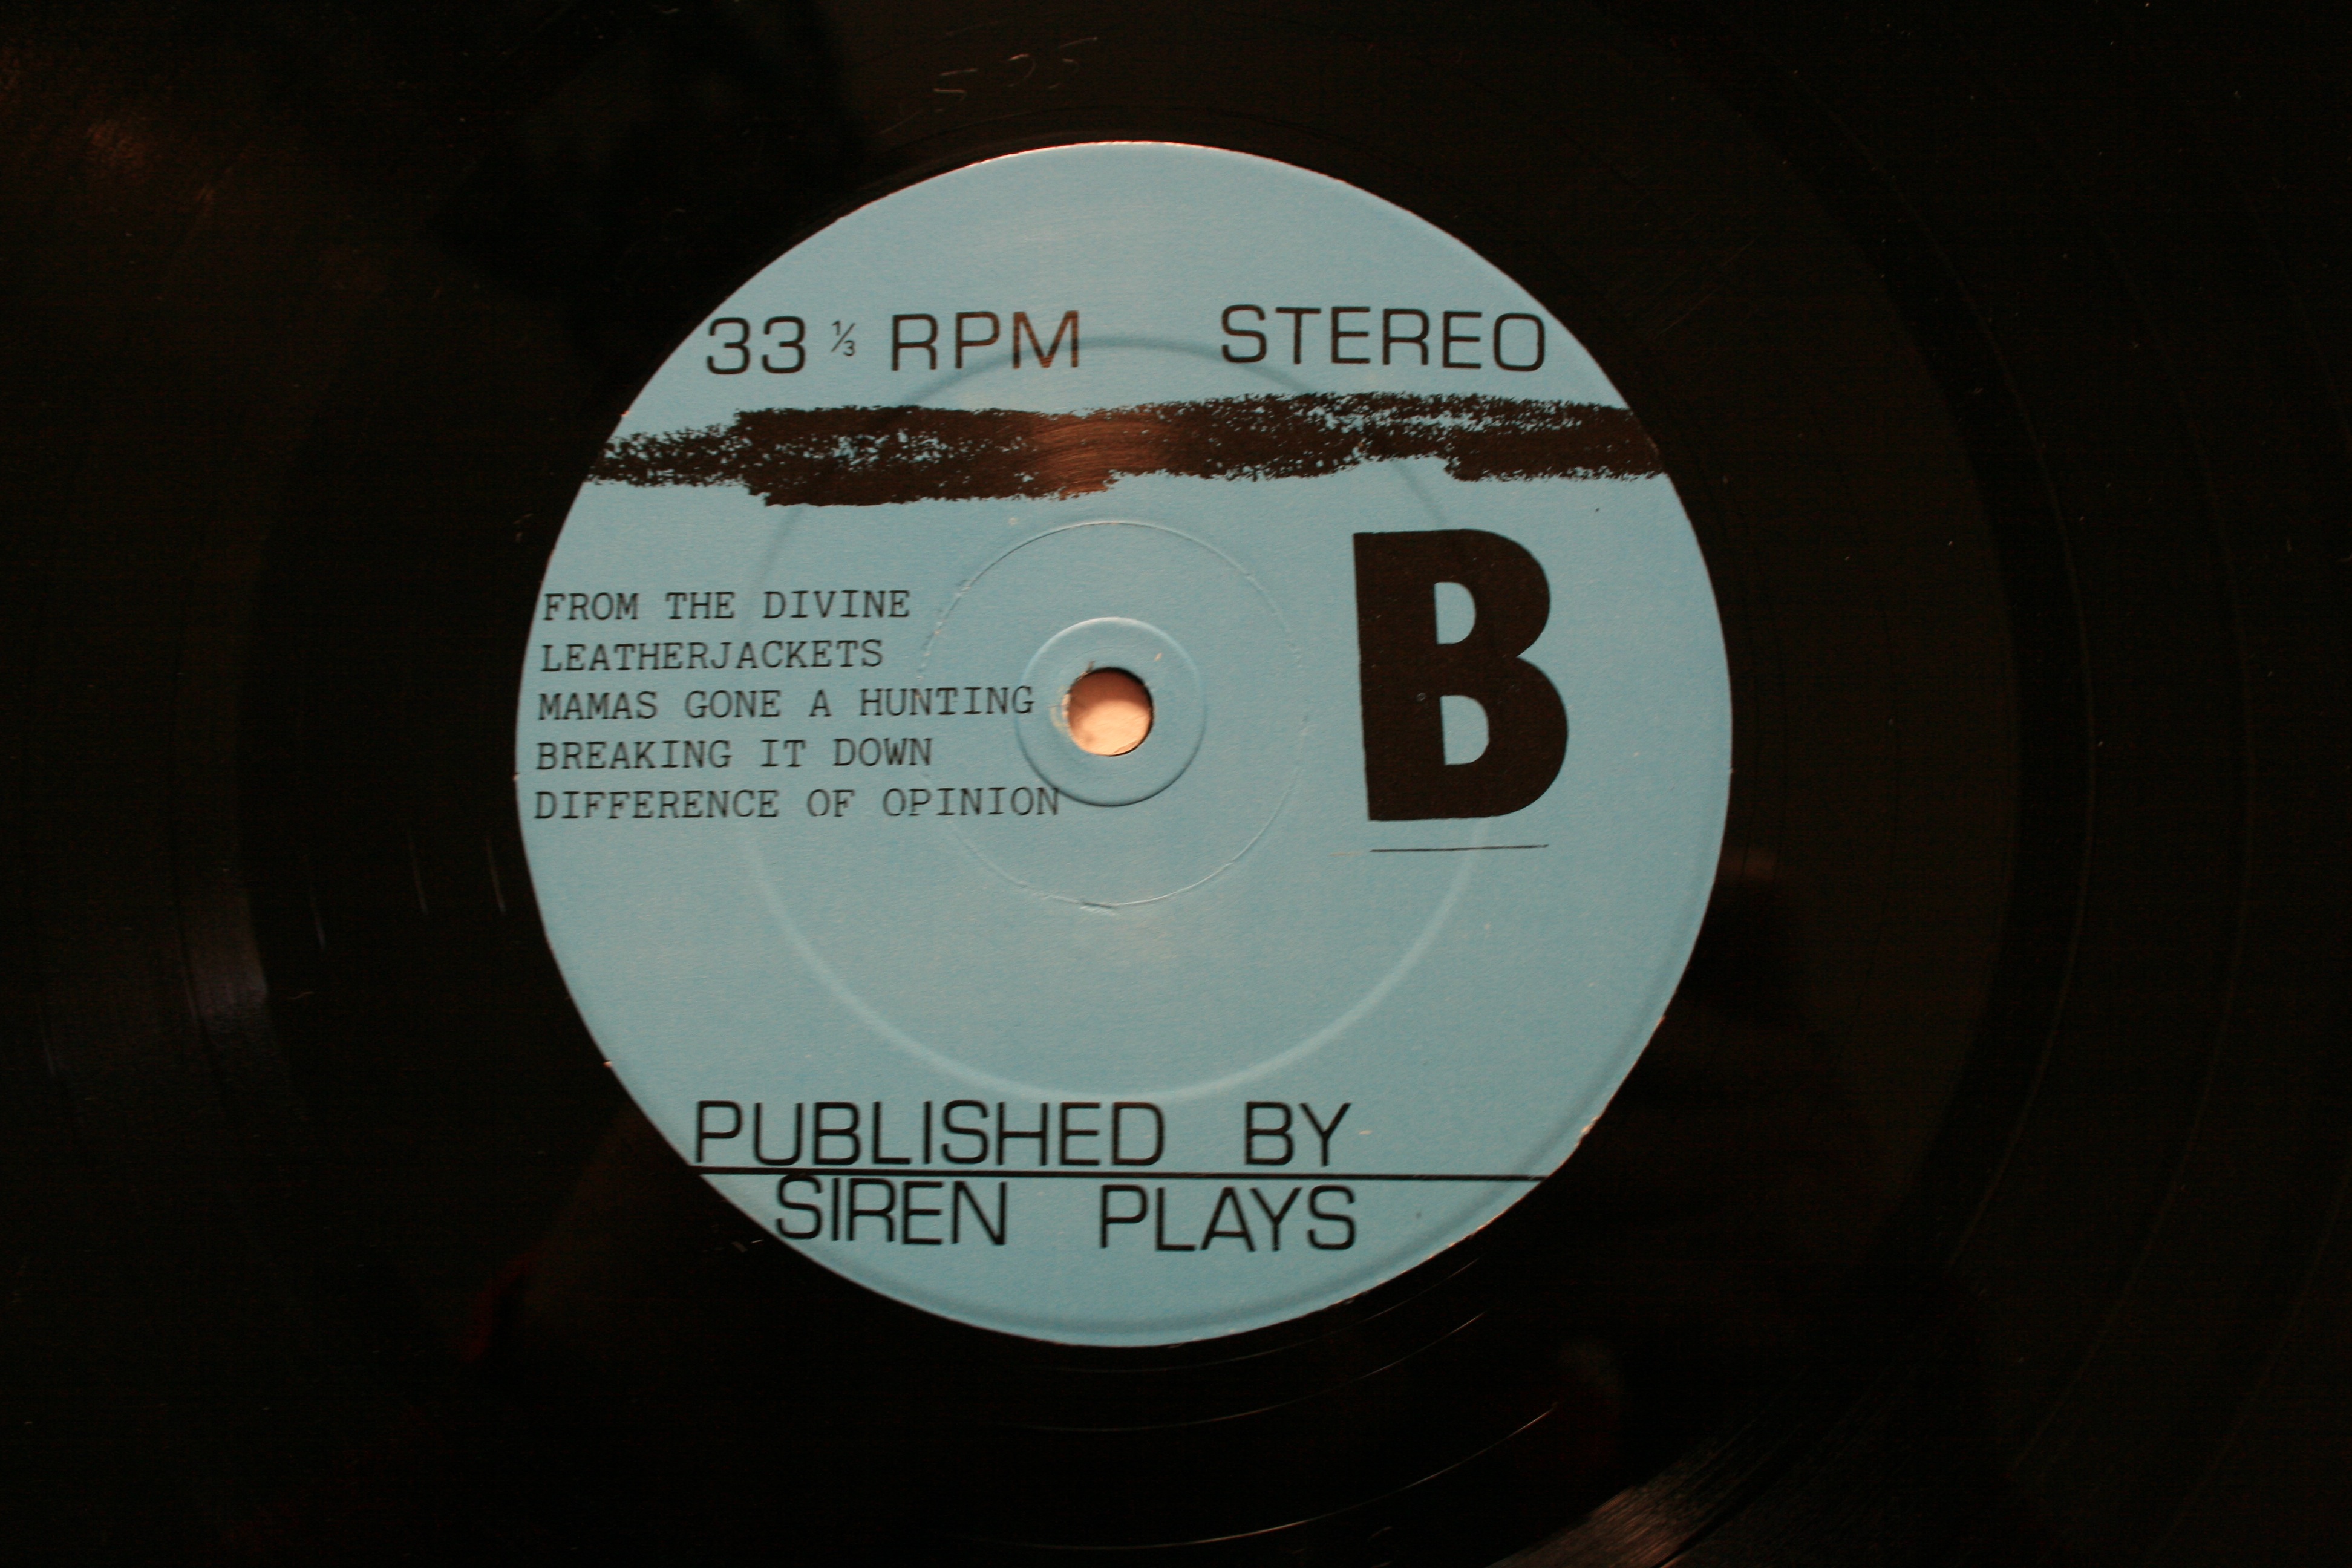 33 ⅓ RPM STEREO
B
FROM THE DIVINE
LEATHERJACKETS
MAMAS GONE A HUNTING
BREAKING IT DOWN
DIFFERENCE OF OPINION
PUBLISHED BY
SIREN PLAYS